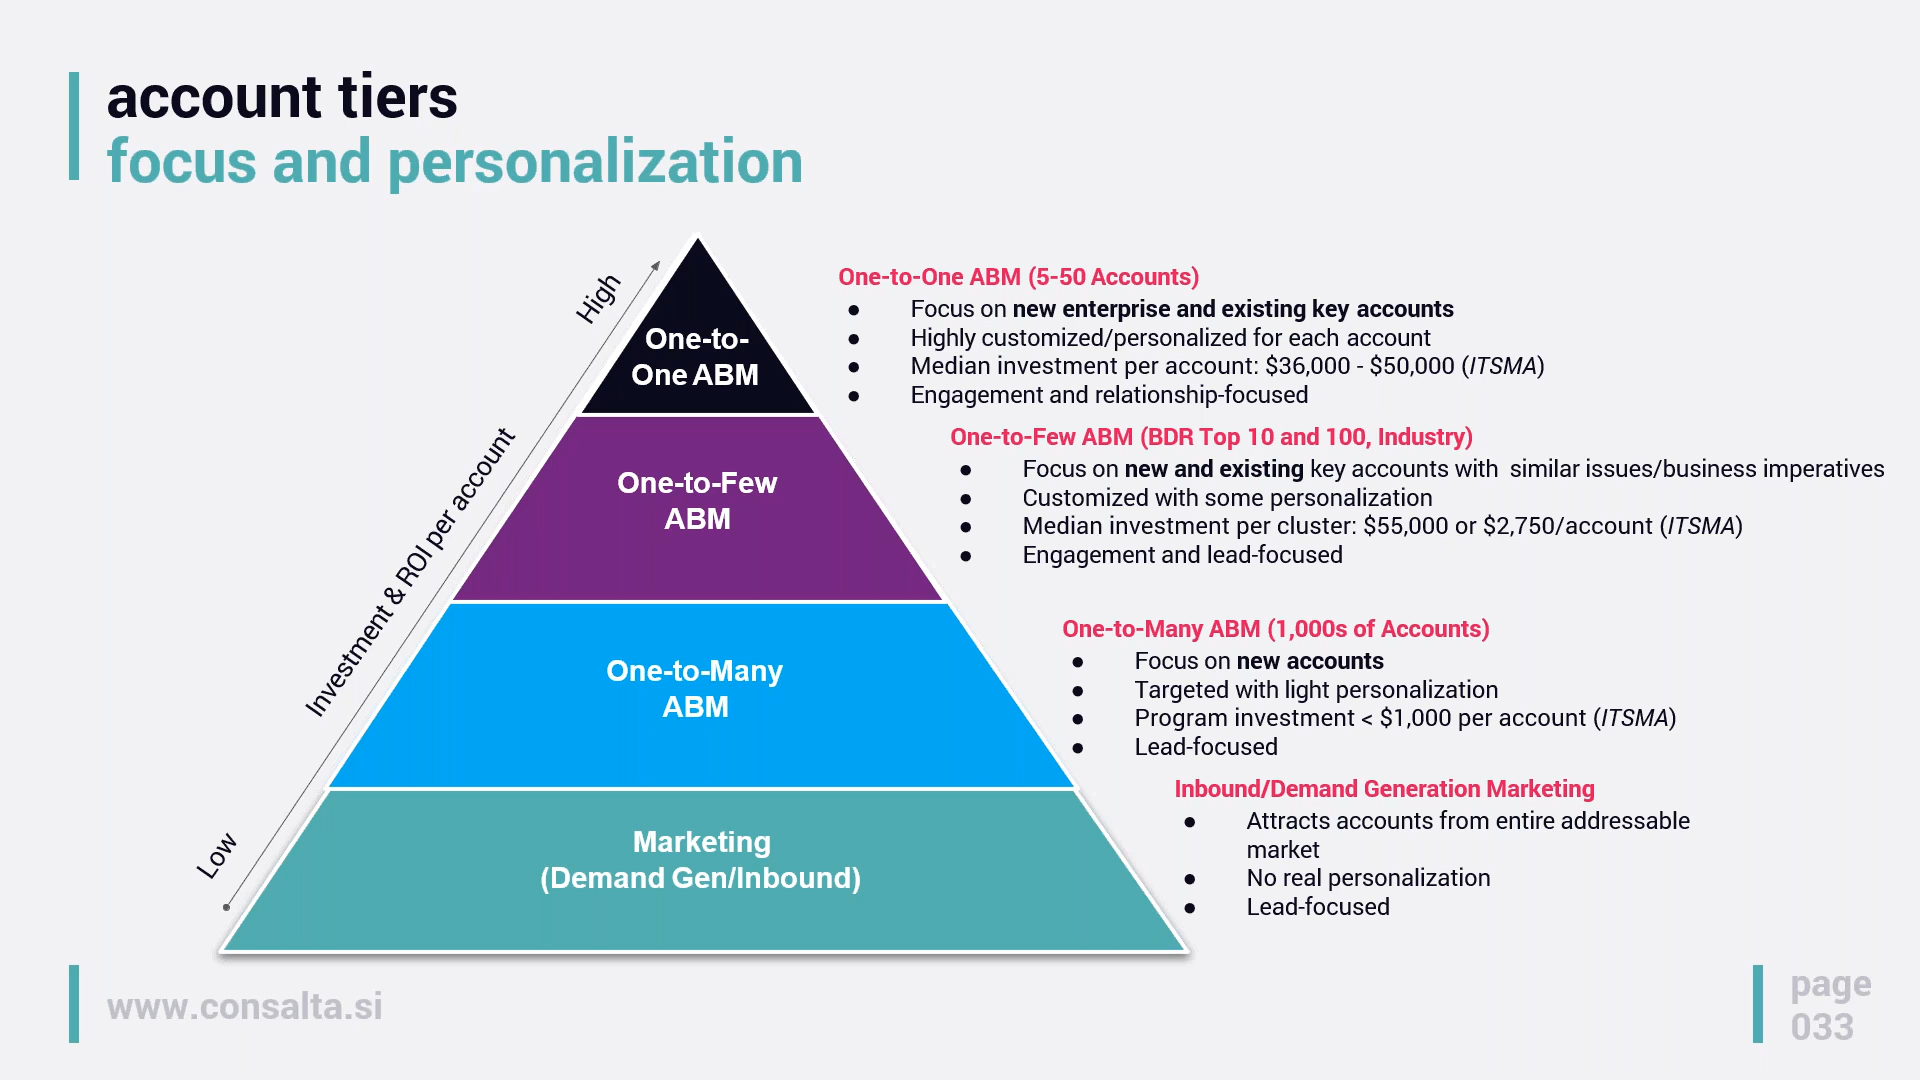 account tiers
focus and personalization
High
Investment & ROI per account
Low
One-to-
One ABM
One-to-Few
ABM
One-to-Many
ABM
Marketing
(Demand Gen/Inbound)
One-to-One ABM (5-50 Accounts)
● Focus on new enterprise and existing key accounts
● Highly customized/personalized for each account
● Median investment per account: $36,000 - $50,000 (ITSMA)
● Engagement and relationship-focused
One-to-Few ABM (BDR Top 10 and 100, Industry)
● Focus on new and existing key accounts with similar issues/business imperatives
● Customized with some personalization
● Median investment per cluster: $55,000 or $2,750/account (ITSMA)
● Engagement and lead-focused
One-to-Many ABM (1,000s of Accounts)
● Focus on new accounts
● Targeted with light personalization
● Program investment < $1,000 per account (ITSMA)
● Lead-focused
Inbound/Demand Generation Marketing
● Attracts accounts from entire addressable
market
● No real personalization
● Lead-focused
www.consalta.si
page
033